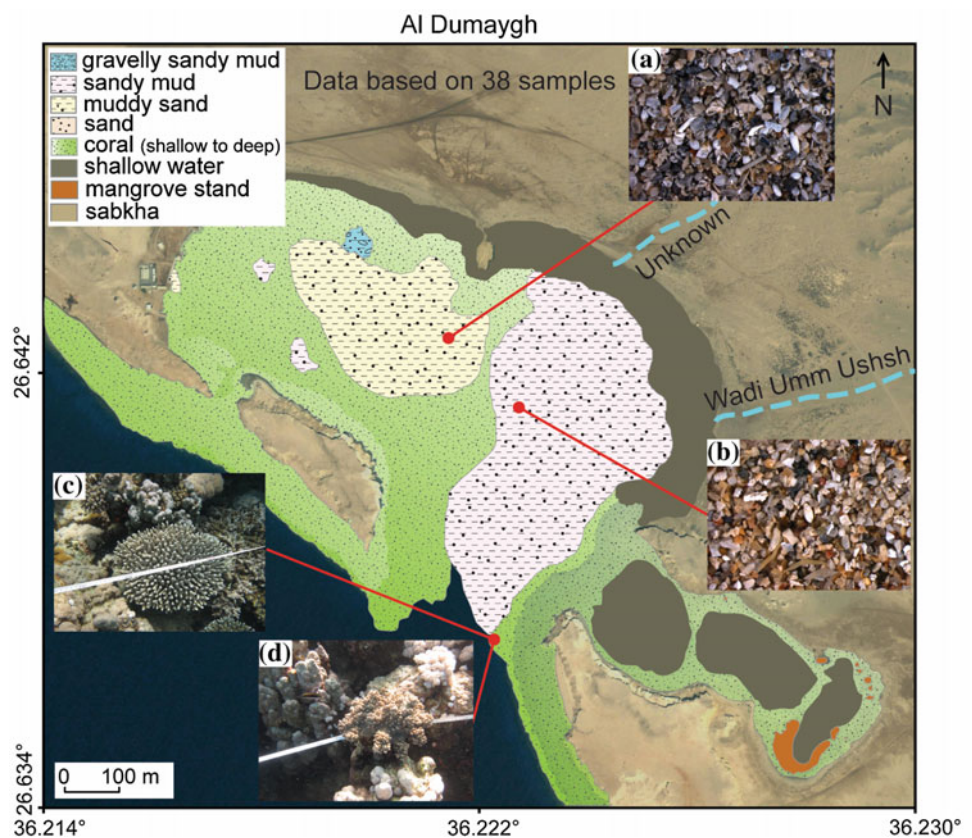 Al Dumaygh
gravelly sandy mud
sandy mud
muddy sand
sand
coral (shallow to deep)
shallow water
mangrove stand
sabkha
Data based on 38 samples
(a)
N
Unknown
26.642°
Wadi Umm Ushsh
(b)
(c)
(d)
0 100 m
26.634°
36.214°
36.222°
36.230°